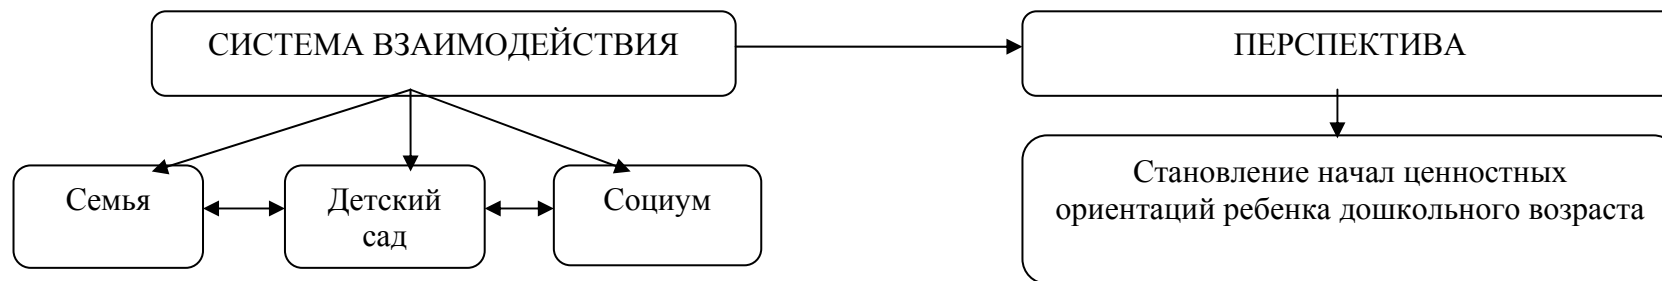 СИСТЕМА ВЗАИМОДЕЙСТВИЯ
ПЕРСПЕКТИВА
Семья
Детский
сад
Социум
Становление начал ценностных
ориентаций ребенка дошкольного возраста